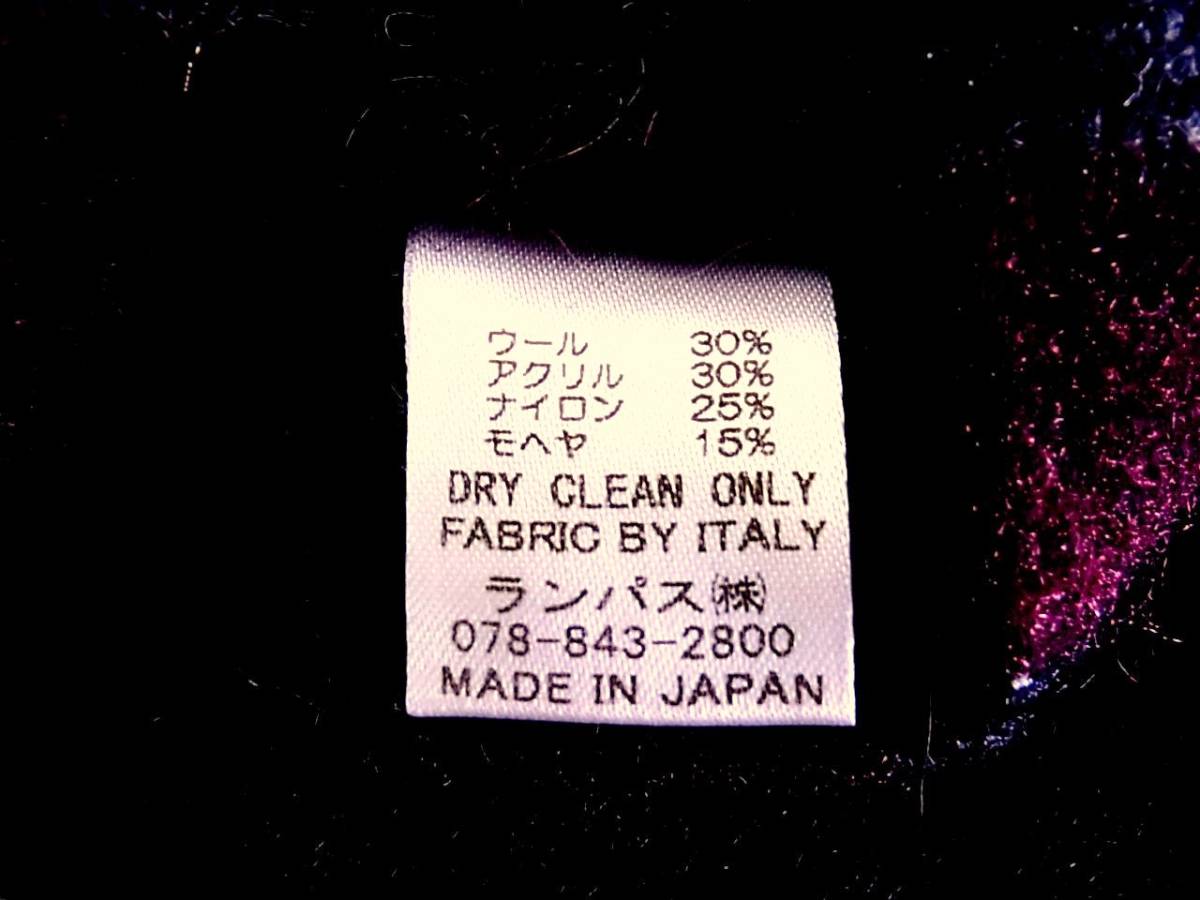 ウール 30%
アクリル 30%
ナイロン 25%
モヘヤ 15%
DRY CLEAN ONLY
FABRIC BY ITALY
ランパス㈱
078-843-2800
MADE IN JAPAN